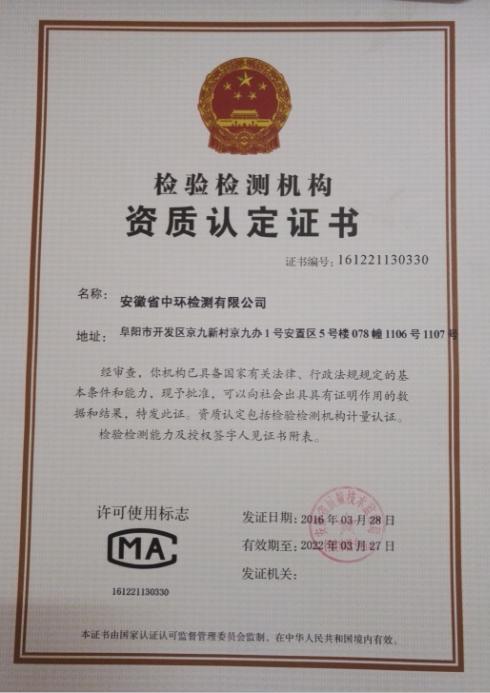 检验检测机构
资质认定证书
证书编号：161221130330
名称：安徽省中环检测有限公司
地址：阜阳市开发区京九新村京九办1号安置区5号楼078幢1106号1107号
经审查，你机构已具备国家有关法律、行政法规规定的基
本条件和能力，现予批准，可以向社会出具具有证明作用的数
据和结果，特发此证。资质认定包括检验检测机构计量认证。
检验检测能力及授权签字人见证书附表。
许可使用标志
MA
161221130330
发证日期：2016年03月28日
有效期至：2022年03月27日
发证机关：
本证书由国家认证认可监督管理委员会监制，在中华人民共和国境内有效。